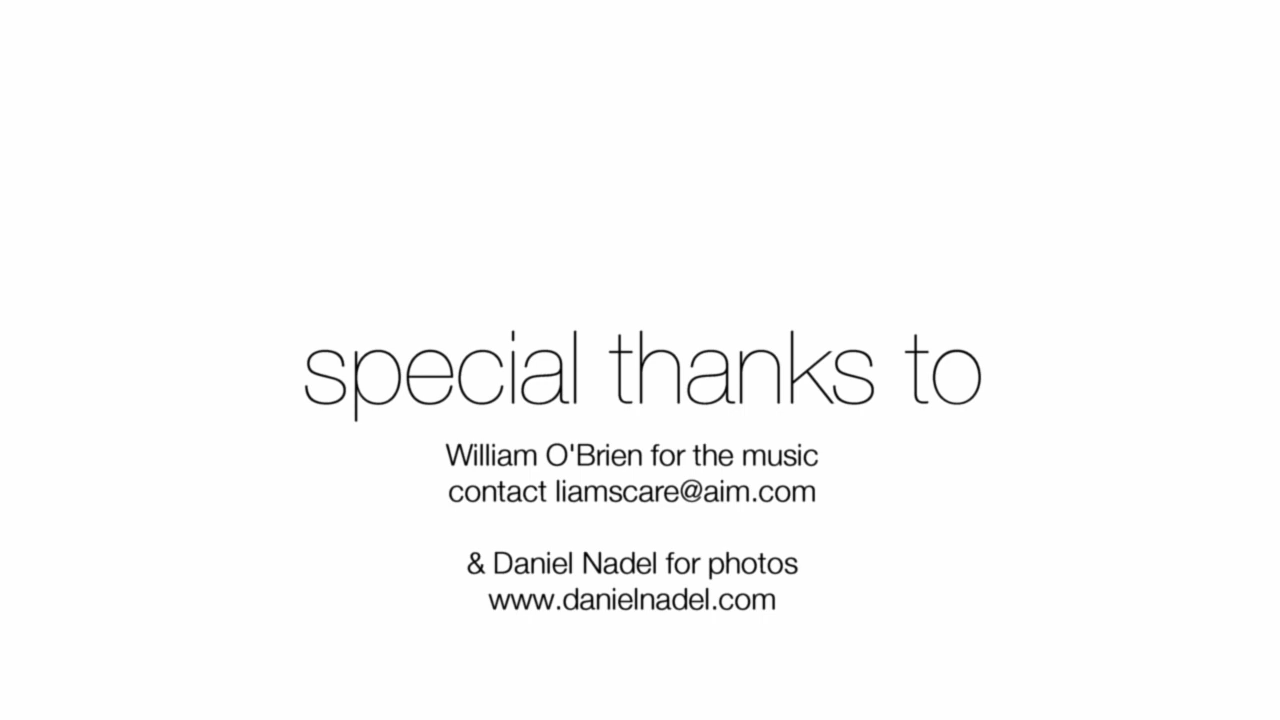 special thanks to
William O'Brien for the music
contact liamscare@aim.com
& Daniel Nadel for photos
www.danielnadel.com